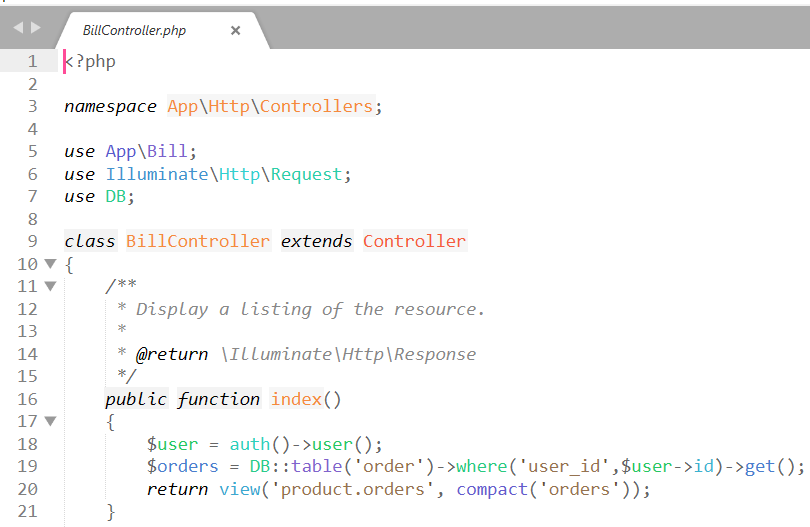 BillController.php ×
1 <?php
2
3 namespace App\Http\Controllers;
4
5 use App\Bill;
6 use Illuminate\Http\Request;
7 use DB;
8
9 class BillController extends Controller
10 {
11 /**
12 * Display a listing of the resource.
13 *
14 * @return \Illuminate\Http\Response
15 */
16 public function index()
17 {
18 $user = auth()->user();
19 $orders = DB::table('order')->where('user_id',$user->id)->get();
20 return view('product.orders', compact('orders'));
21 }